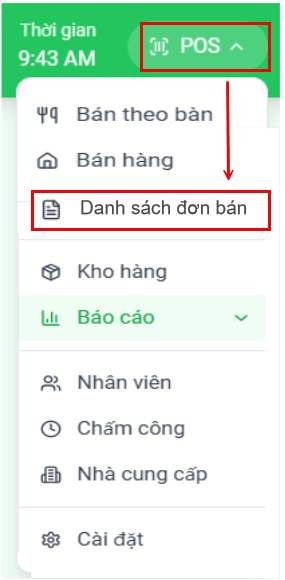 Thời gian
9:43 AM
POS
Bán theo bàn
Bán hàng
Danh sách đơn bán
Kho hàng
Báo cáo
Nhân viên
Chấm công
Nhà cung cấp
Cài đặt